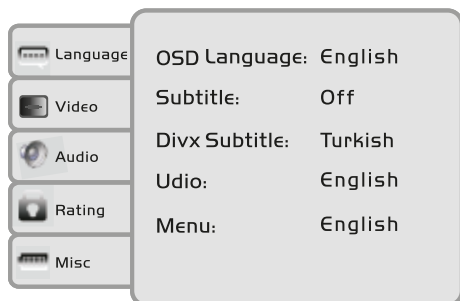 Language
Video
Audio
Rating
Misc
OSD Language: English
Subtitle: Off
Divx Subtitle: Turkish
Udio: English
Menu: English